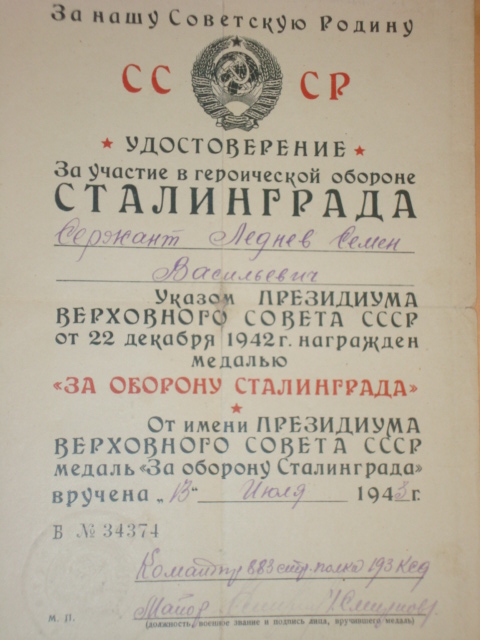 За нашу Советскую Родину
СС СР
УДОСТОВЕРЕНИЕ
За участие в героической обороне
СТАЛИНГРАДА
Сержант Леднев Семен
Васильевич
Указом ПРЕЗИДИУМА
ВЕРХОВНОГО СОВЕТА СССР
от 22 декабря 1942 г. награжден
медалью
«ЗА ОБОРОНУ СТАЛИНГРАДА»
От имени ПРЕЗИДИУМА
ВЕРХОВНОГО СОВЕТА СССР
медаль «За оборону Сталинграда»
вручена „13" Июля 1943 г.
В № 34374
Командир 883 стр. полка 193 КСД
Майор
М. П.
(должность, военное звание и подпись лица, вручившего медаль)